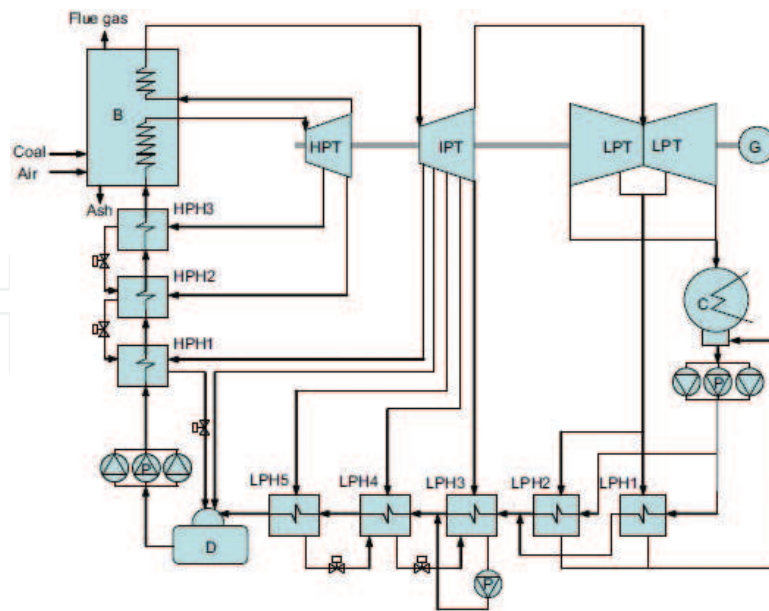 Flue gas
B
Coal
Air
Ash
HPT
IPT
LPT LPT
G
HPH3
HPH2
HPH1
C
P
P
LPH5
LPH4
LPH3
LPH2
LPH1
D
P